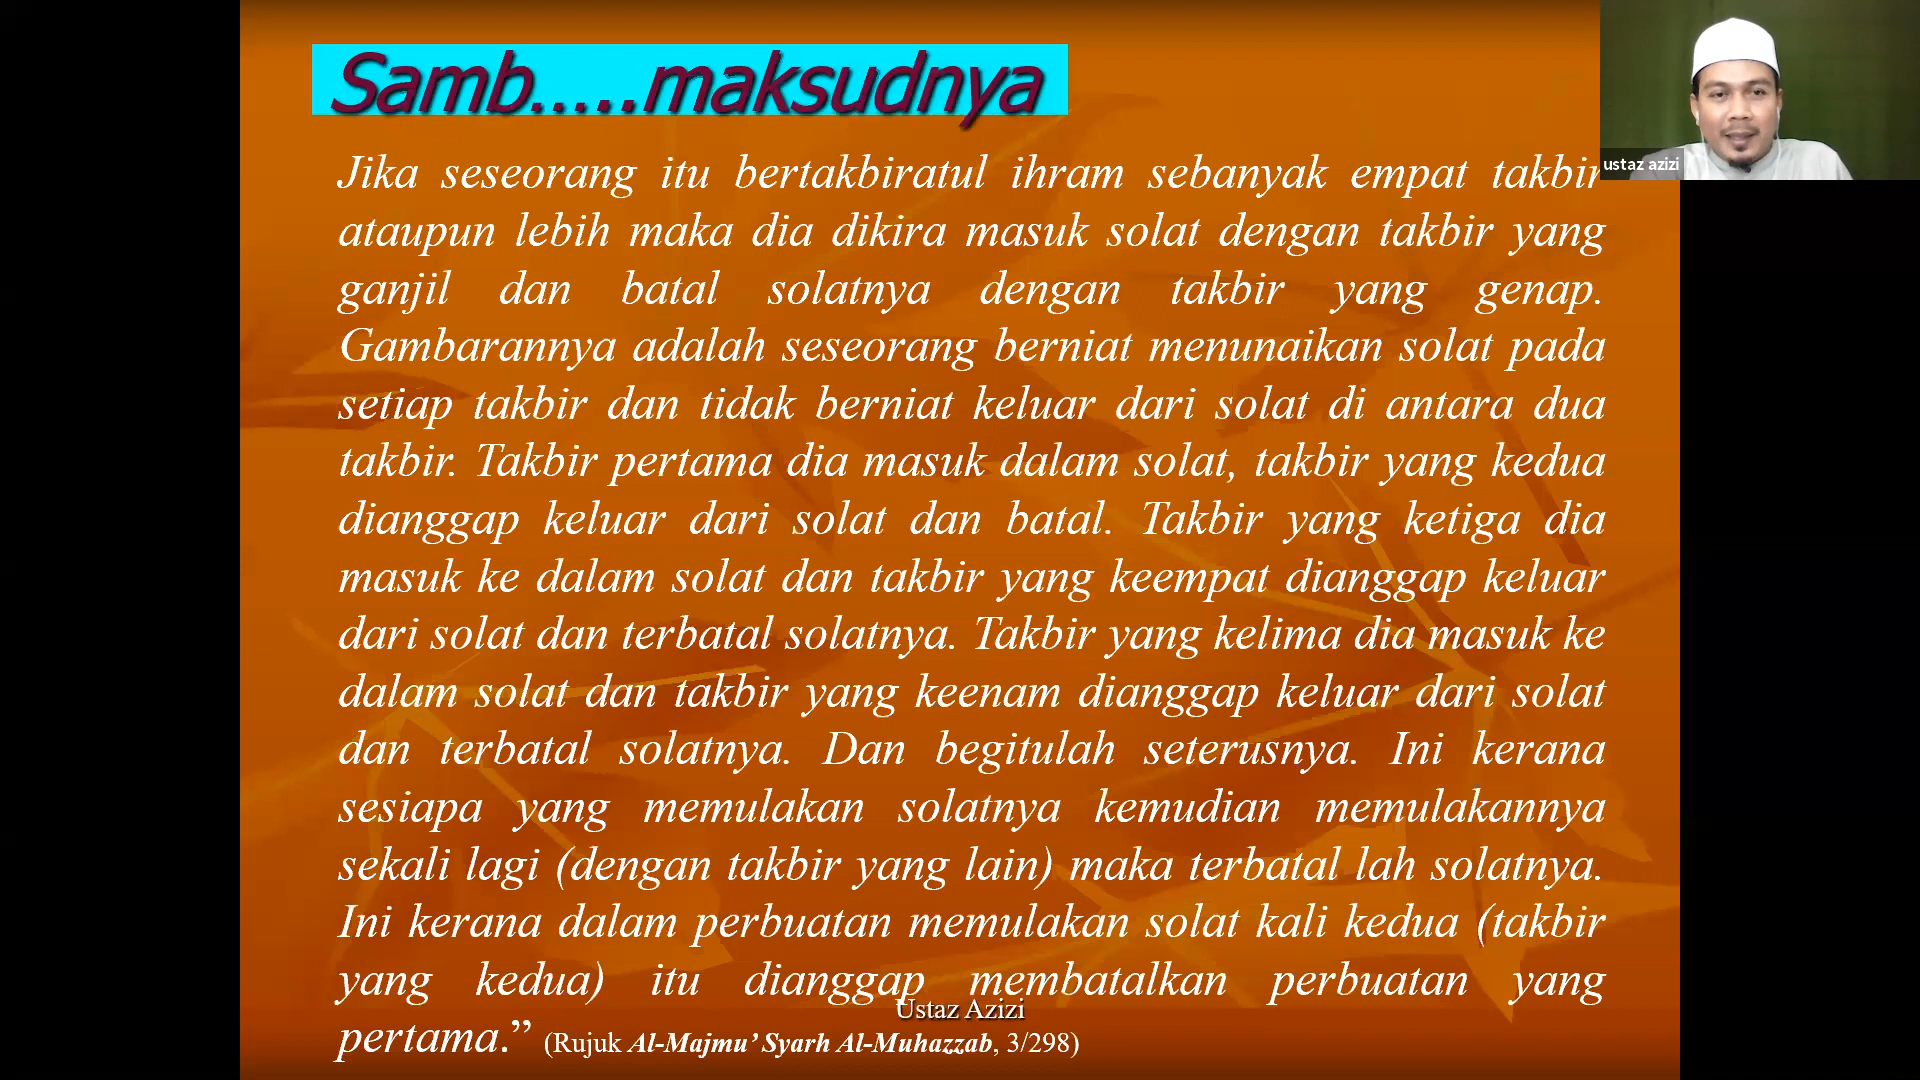 Samb.....maksudnya
ustaz azizi
Jika seseorang itu bertakbiratul ihram sebanyak empat takbir
ataupun lebih maka dia dikira masuk solat dengan takbir yang
ganjil dan batal solatnya dengan takbir yang genap.
Gambarannya adalah seseorang berniat menunaikan solat pada
setiap takbir dan tidak berniat keluar dari solat di antara dua
takbir. Takbir pertama dia masuk dalam solat, takbir yang kedua
dianggap keluar dari solat dan batal. Takbir yang ketiga dia
masuk ke dalam solat dan takbir yang keempat dianggap keluar
dari solat dan terbatal solatnya. Takbir yang kelima dia masuk ke
dalam solat dan takbir yang keenam dianggap keluar dari solat
dan terbatal solatnya. Dan begitulah seterusnya. Ini kerana
sesiapa yang memulakan solatnya kemudian memulakannya
sekali lagi (dengan takbir yang lain) maka terbatal lah solatnya.
Ini kerana dalam perbuatan memulakan solat kali kedua (takbir
yang kedua) itu dianggap membatalkan perbuatan yang
pertama.” (Rujuk Al-Majmu’ Syarh Al-Muhazzab, 3/298)
Ustaz Azizi